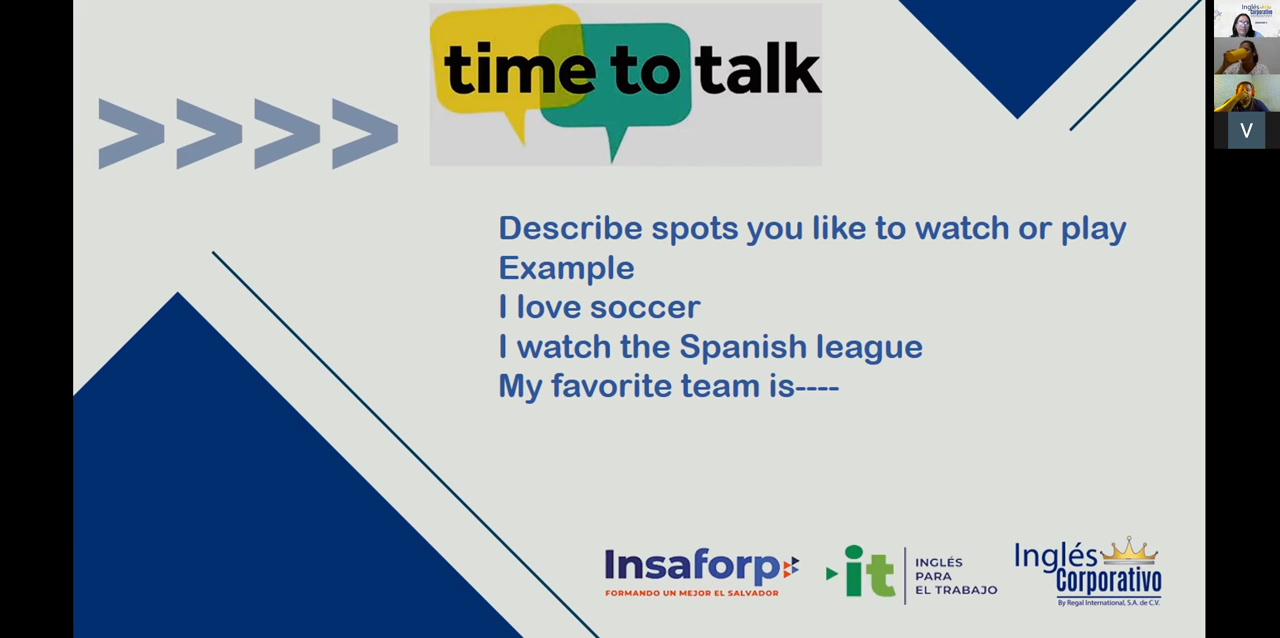 time to talk
>>>>
Describe spots you like to watch or play
Example
I love soccer
I watch the Spanish league
My favorite team is----
Insaforp
FORMANDO UN MEJOR EL SALVADOR
it
INGLÉS
PARA
EL TRABAJO
Inglés
Corporativo
By Regal International, S.A. de C.V.
Inglés
Corporativo
V